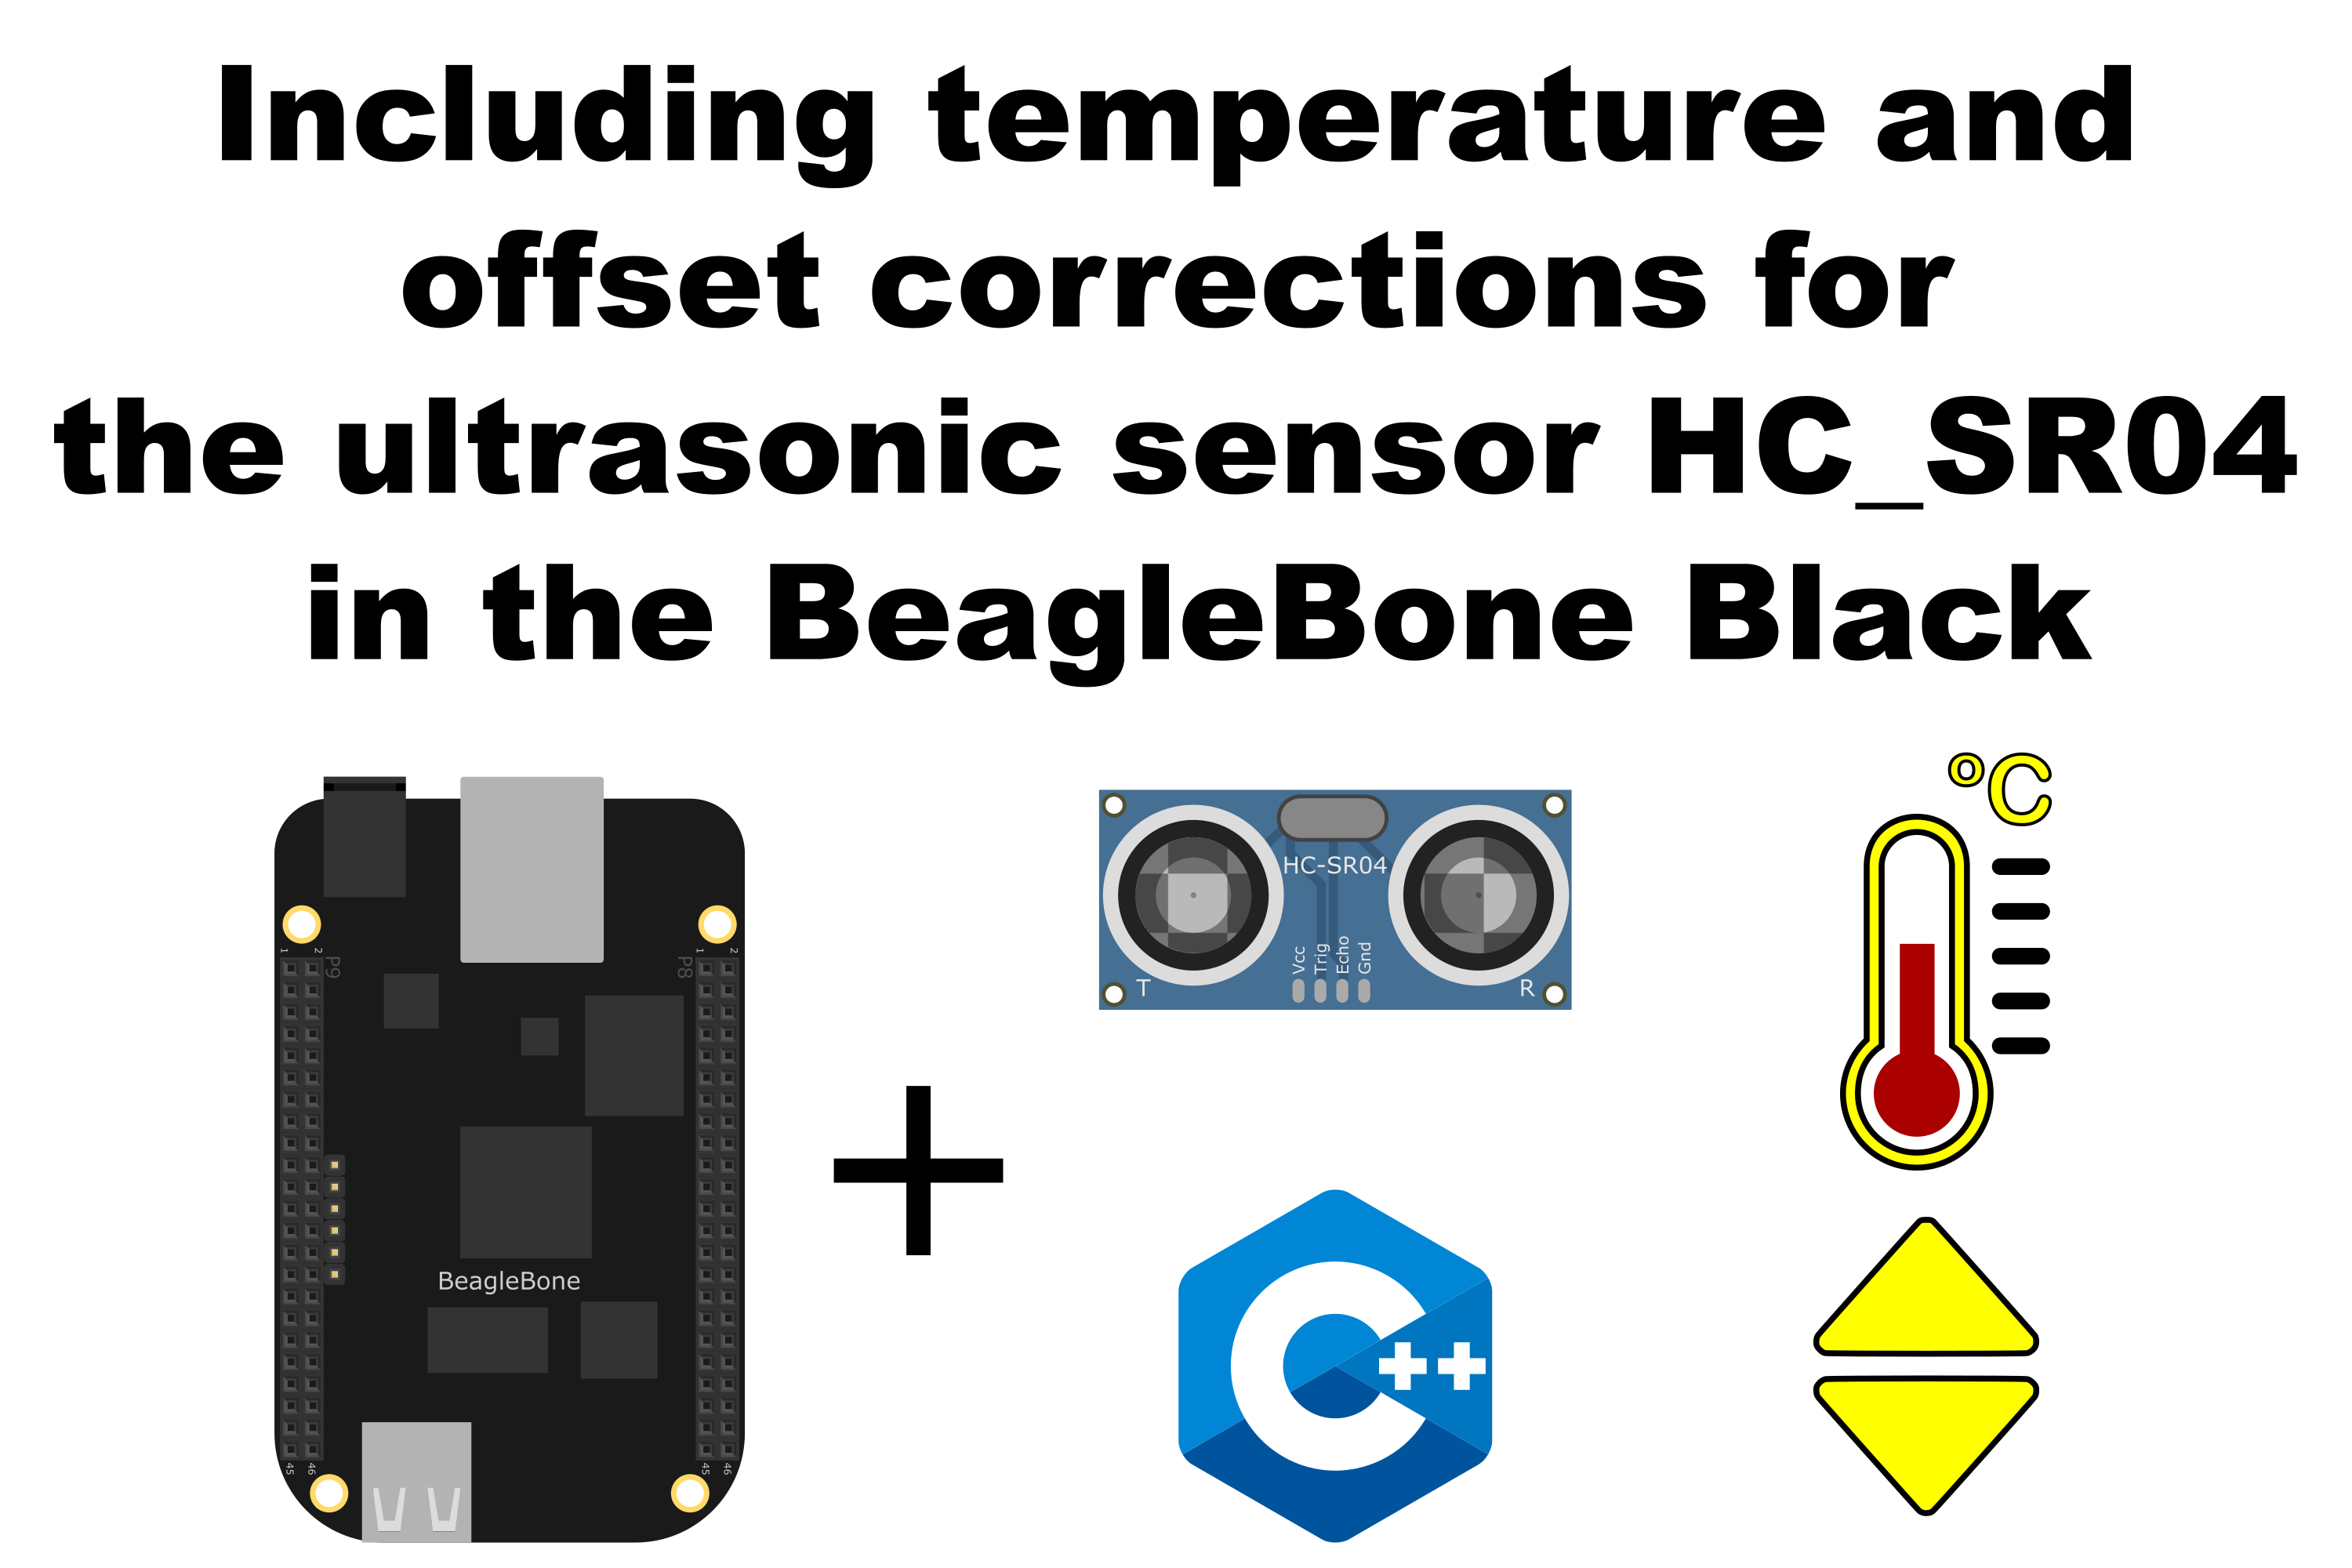 Including temperature and
offset corrections for
the ultrasonic sensor HC_SR04
in the BeagleBone Black
ºC
HC-SR04
Vcc
Trig
Echo
Gnd
T
R
1
2
P9
1
2
P8
BeagleBone
++
45
46
45
46